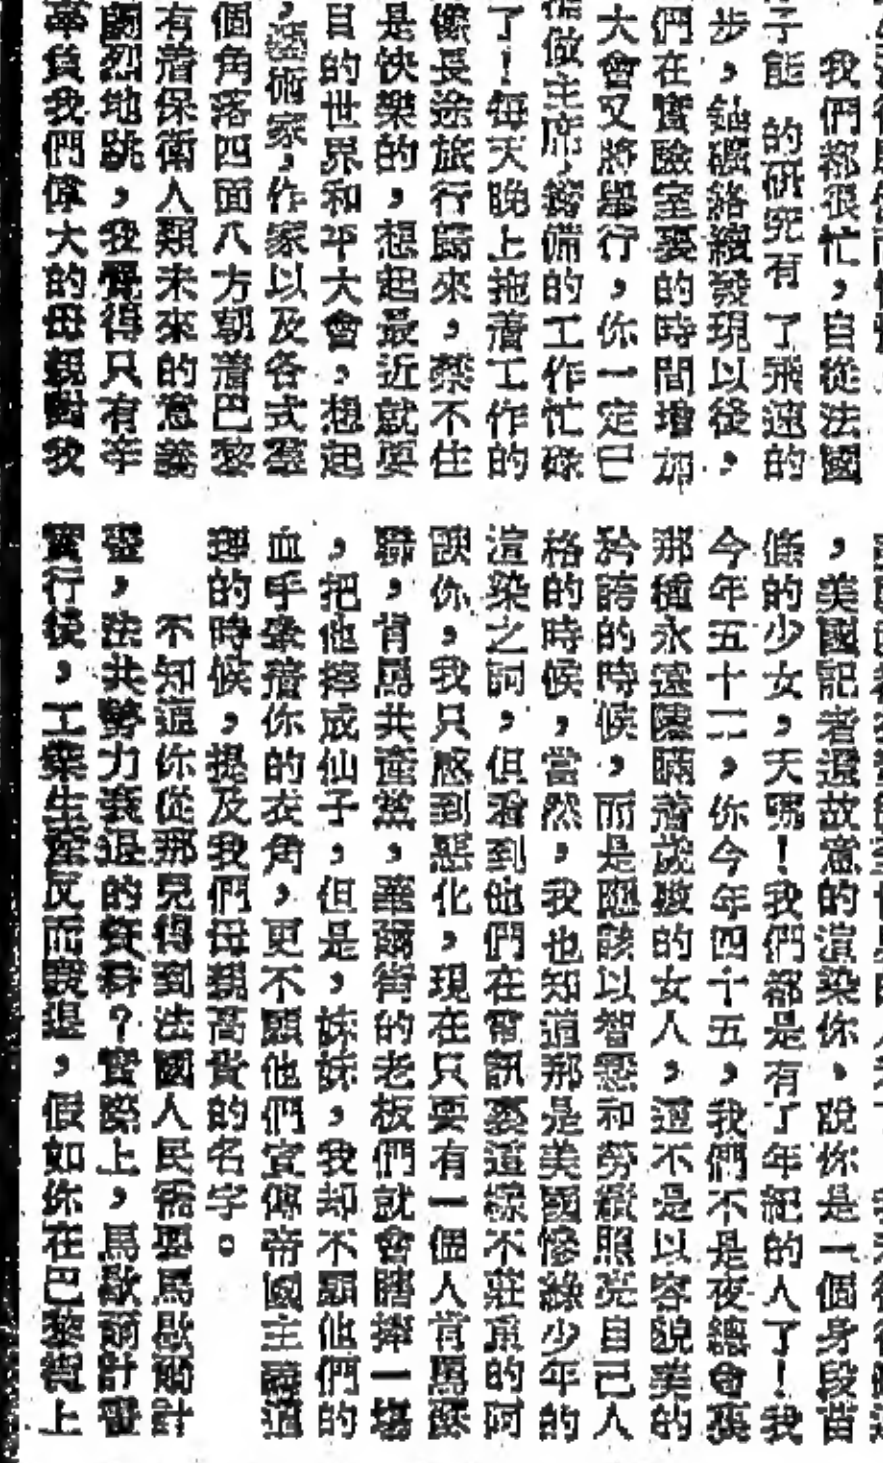 我們都很忙，自從法國
子能 的研究有 了飛速的
步，鈾礦絡續發現以後，
們在實驗室裏的時間增加
大會又將舉行，你一定已
做主席，籌備的工作忙碌
了！每天晚上拖着工作的
像長途旅行歸來，禁不住
是快樂的，想起最近就要
目的世界和平大會，想起
，藝術家，作家以及各式
個角落四面八方朝着巴黎
有着保衛人類未來的意義
烈地跳，我覺得只有辛
辜負我們偉大的母親對我
，美國記者還故意的渲染你，說你是一個身段苗
條的少女，天哪！我們都是有了年紀的人了！我
今年五十二，你今年四十五，我們不是夜總會裏
那種永遠隱瞞着歲數的女人，這不是以容貌美的
矜誇的時候，而是應該以智慧和勞績照亮自己人
格的時候，當然，我也知道那是美國慘綠少年的
渲染之詞，但看到他們在電訊裏這樣不莊重的阿
諛你，我只感到惡化，現在只要有一個人肯罵蘇
聯，肯罵共產黨，華爾街的老板們就會瞎捧一場
，把他捧成仙子，但是，妹妹，我却不願他們的
血手牽着你的衣角，更不願他們宣傳帝國主義道
理的時候，提及我們母親高貴的名字。
不知道你從那兒得到法國人民需要馬歇爾計
畫，法共勢力衰退的資料？實際上，馬歇爾計畫
實行後，工業生產反而衰退，假如你在巴黎街上